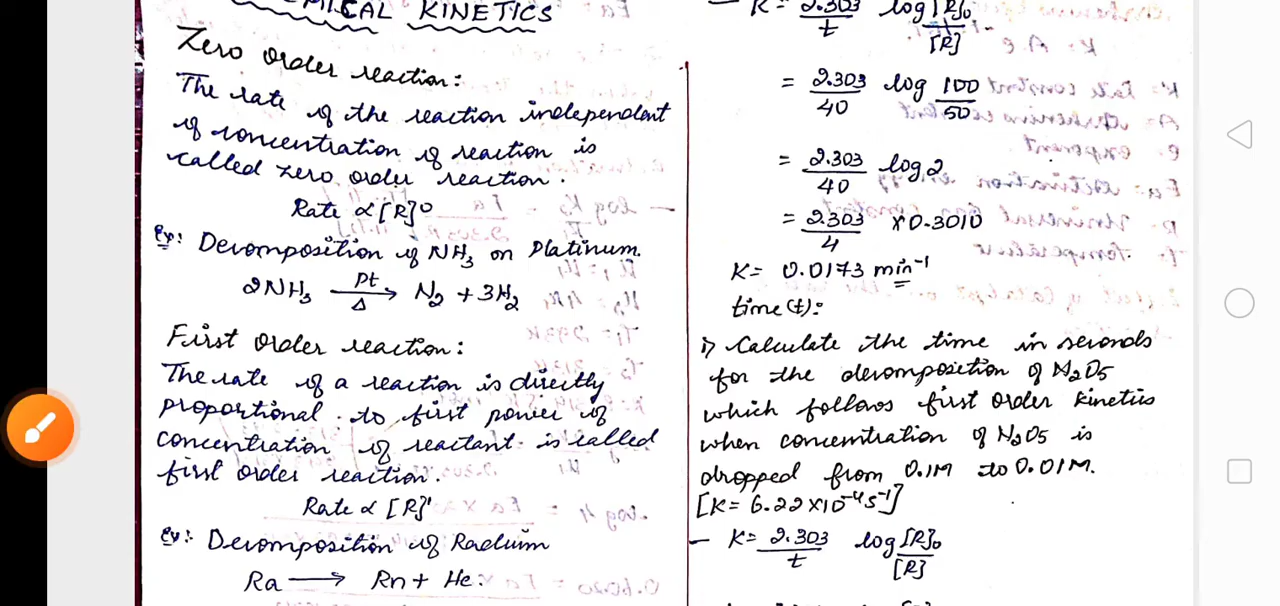 CHEMICAL KINETICS
Zero Order reaction:
The rate of the reaction independent
of concentration of reaction is
called zero order reaction.
Rate ∝ [R]⁰
Ex: Decomposition of NH₃ on Platinum.
2NH₃ —Pt/Δ→ N₂ + 3H₂
First Order reaction:
The rate of a reaction is directly
proportional to first power of
concentration of reactant is called
first order reaction.
Rate ∝ [R]¹
Ex: Decomposition of Radium
Ra ⟶ Rn + He.
— K = 2.303/t log [R]₀/[R]
= 2.303/40 log 100/50
= 2.303/40 log 2
= 2.303/4 × 0.3010
K = 0.0173 min⁻¹
time (t):
1) Calculate the time in seconds
for the decomposition of N₂O₅
which follows first order kinetics
when concentration of N₂O₅ is
dropped from 0.1M to 0.01M.
[K = 6.22×10⁻⁴ s⁻¹]
— K = 2.303/t log [R]₀/[R]